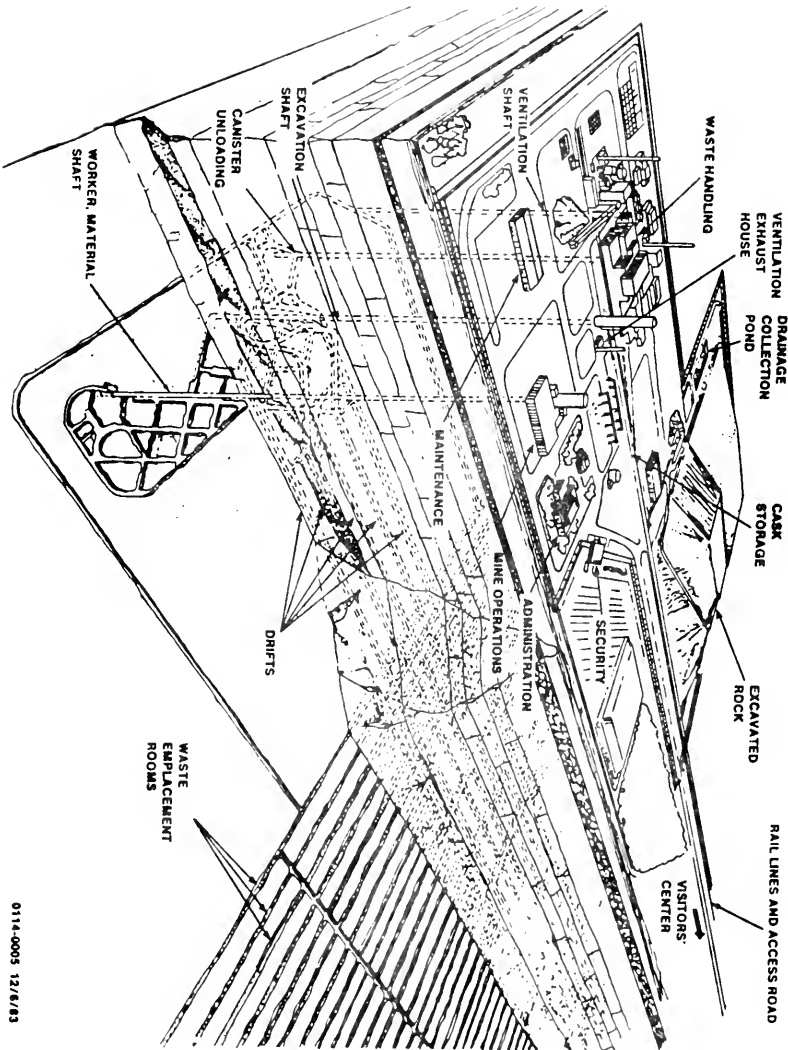 RAIL LINES AND ACCESS ROAD
VISITORS'
CENTER
EXCAVATED
ROCK
CASK
STORAGE
DRAINAGE
COLLECTION
POND
VENTILATION
EXHAUST
HOUSE
WASTE HANDLING
VENTILATION
SHAFT
SECURITY
ADMINISTRATION
MINE OPERATIONS
MAINTENANCE
EXCAVATION
SHAFT
CANISTER
UNLOADING
WORKER, MATERIAL
SHAFT
DRIFTS
WASTE
EMPLACEMENT
ROOMS
0114-0005 12/6/83